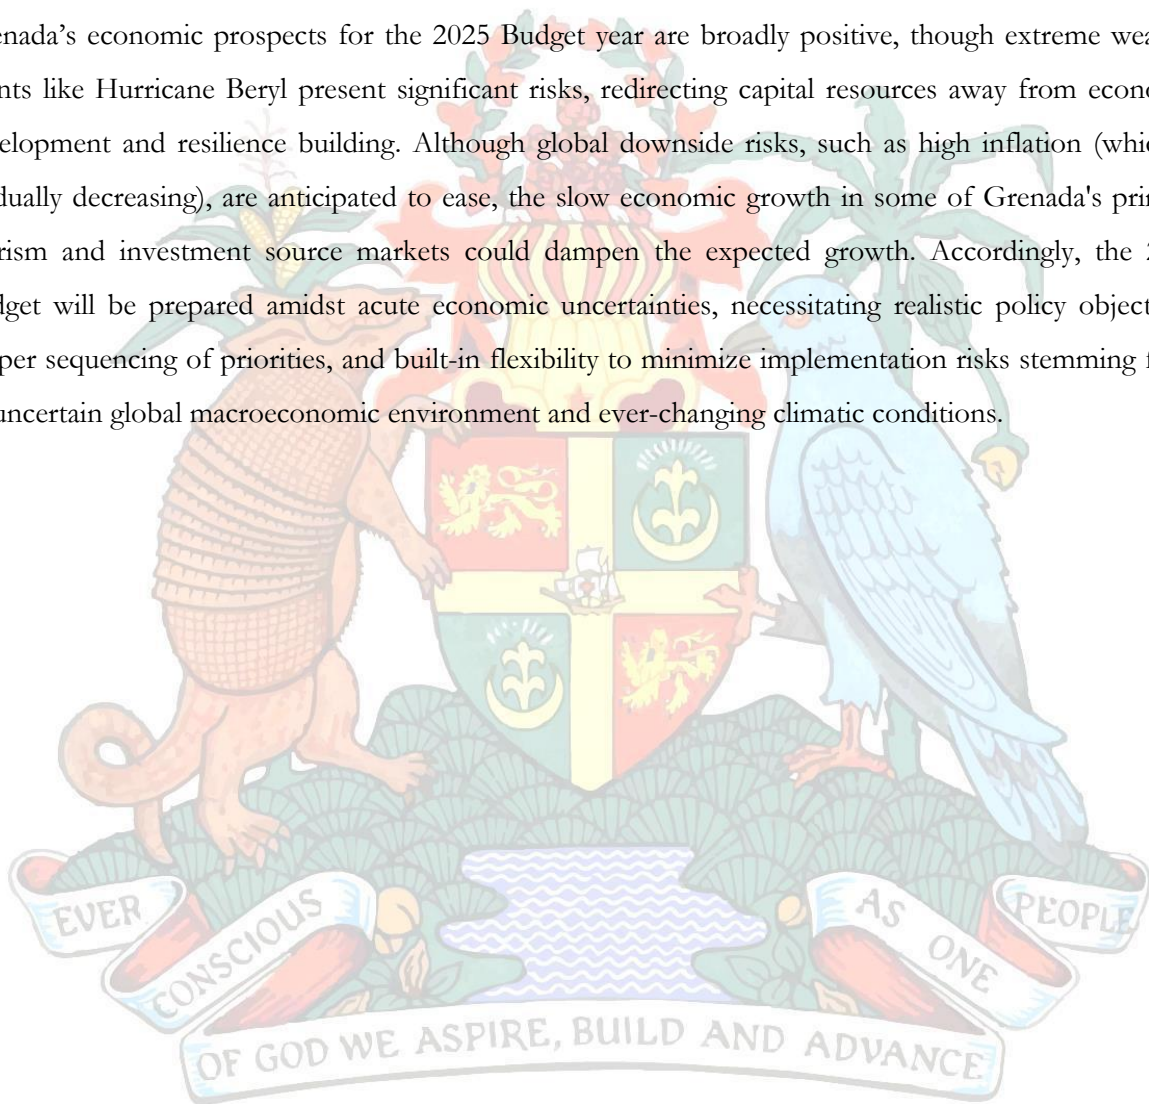 enada's economic prospects for the 2025 Budget year are broadly positive, though extreme wea
nts like Hurricane Beryl present significant risks, redirecting capital resources away from econo
elopment and resilience building. Although global downside risks, such as high inflation (whic
dually decreasing), are anticipated to ease, the slow economic growth in some of Grenada's prin
rism and investment source markets could dampen the expected growth. Accordingly, the 2
dget will be prepared amidst acute economic uncertainties, necessitating realistic policy object
per sequencing of priorities, and built-in flexibility to minimize implementation risks stemming f
uncertain global macroeconomic environment and ever-changing climatic conditions.
EVER
CONSCIOUS
OF GOD WE ASPIRE, BUILD AND ADVANCE
AS
ONE
PEOPLE